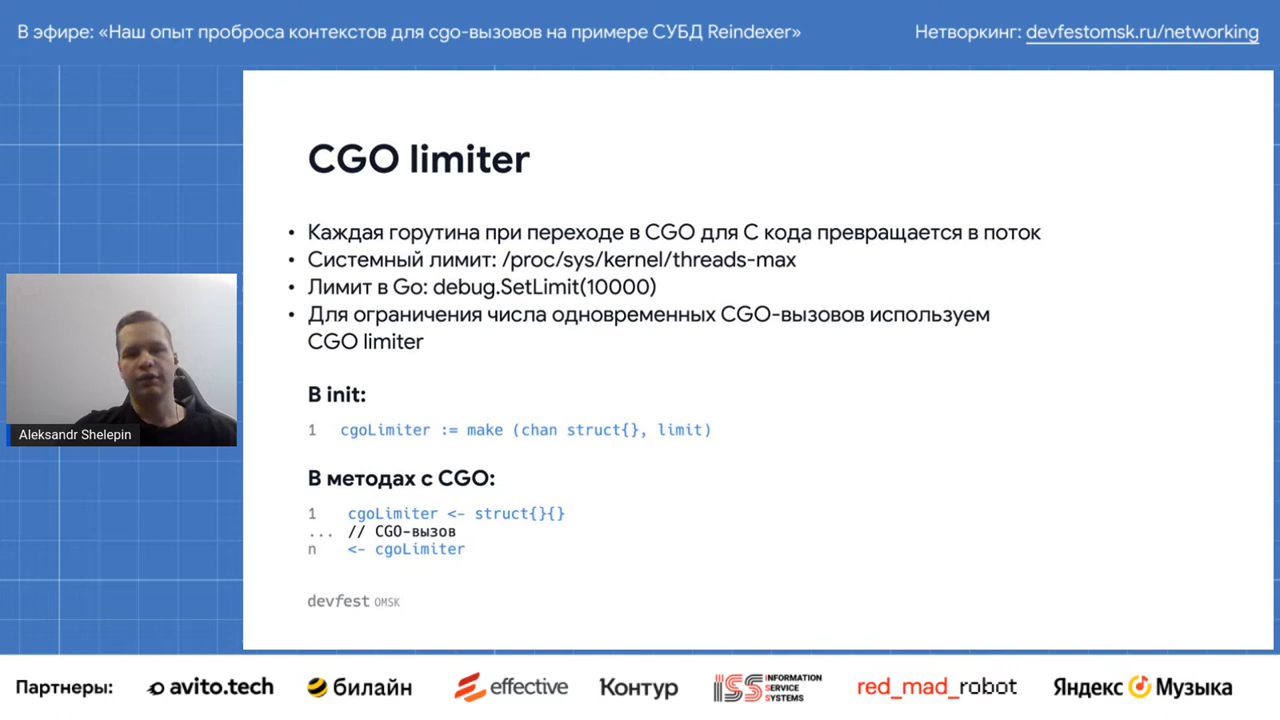 В эфире: «Наш опыт проброса контекстов для cgo-вызовов на примере СУБД Reindexer»
Нетворкинг: devfestomsk.ru/networking
CGO limiter
• Каждая горутина при переходе в CGO для C кода превращается в поток
• Системный лимит: /proc/sys/kernel/threads-max
• Лимит в Go: debug.SetLimit(10000)
• Для ограничения числа одновременных CGO-вызовов используем
CGO limiter
В init:
1 cgoLimiter := make (chan struct{}, limit)
В методах с CGO:
1 cgoLimiter <- struct{}{}
... // CGO-вызов
n <- cgoLimiter
devfest OMSK
Aleksandr Shelepin
Партнеры: avito.tech билайн effective Контур ISS INFORMATION SERVICE SYSTEMS red_mad_robot Яндекс Музыка